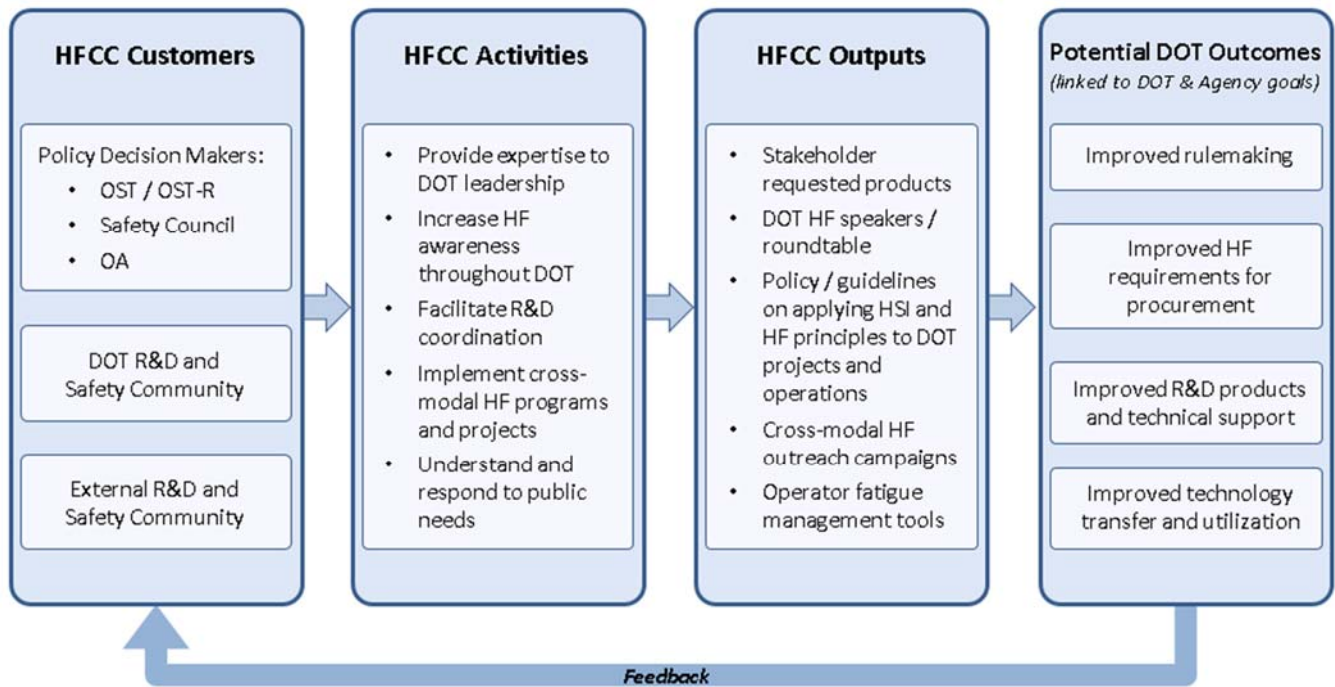 HFCC Customers
Policy Decision Makers:
• OST / OST-R
• Safety Council
• OA
DOT R&D and
Safety Community
External R&D and
Safety Community
HFCC Activities
• Provide expertise to
DOT leadership
• Increase HF
awareness
throughout DOT
• Facilitate R&D
coordination
• Implement cross-
modal HF programs
and projects
• Understand and
respond to public
needs
HFCC Outputs
• Stakeholder
requested products
• DOT HF speakers /
roundtable
• Policy / guidelines
on applying HSI and
HF principles to DOT
projects and
operations
• Cross-modal HF
outreach campaigns
• Operator fatigue
management tools
Potential DOT Outcomes
(linked to DOT & Agency goals)
Improved rulemaking
Improved HF
requirements for
procurement
Improved R&D products
and technical support
Improved technology
transfer and utilization
Feedback